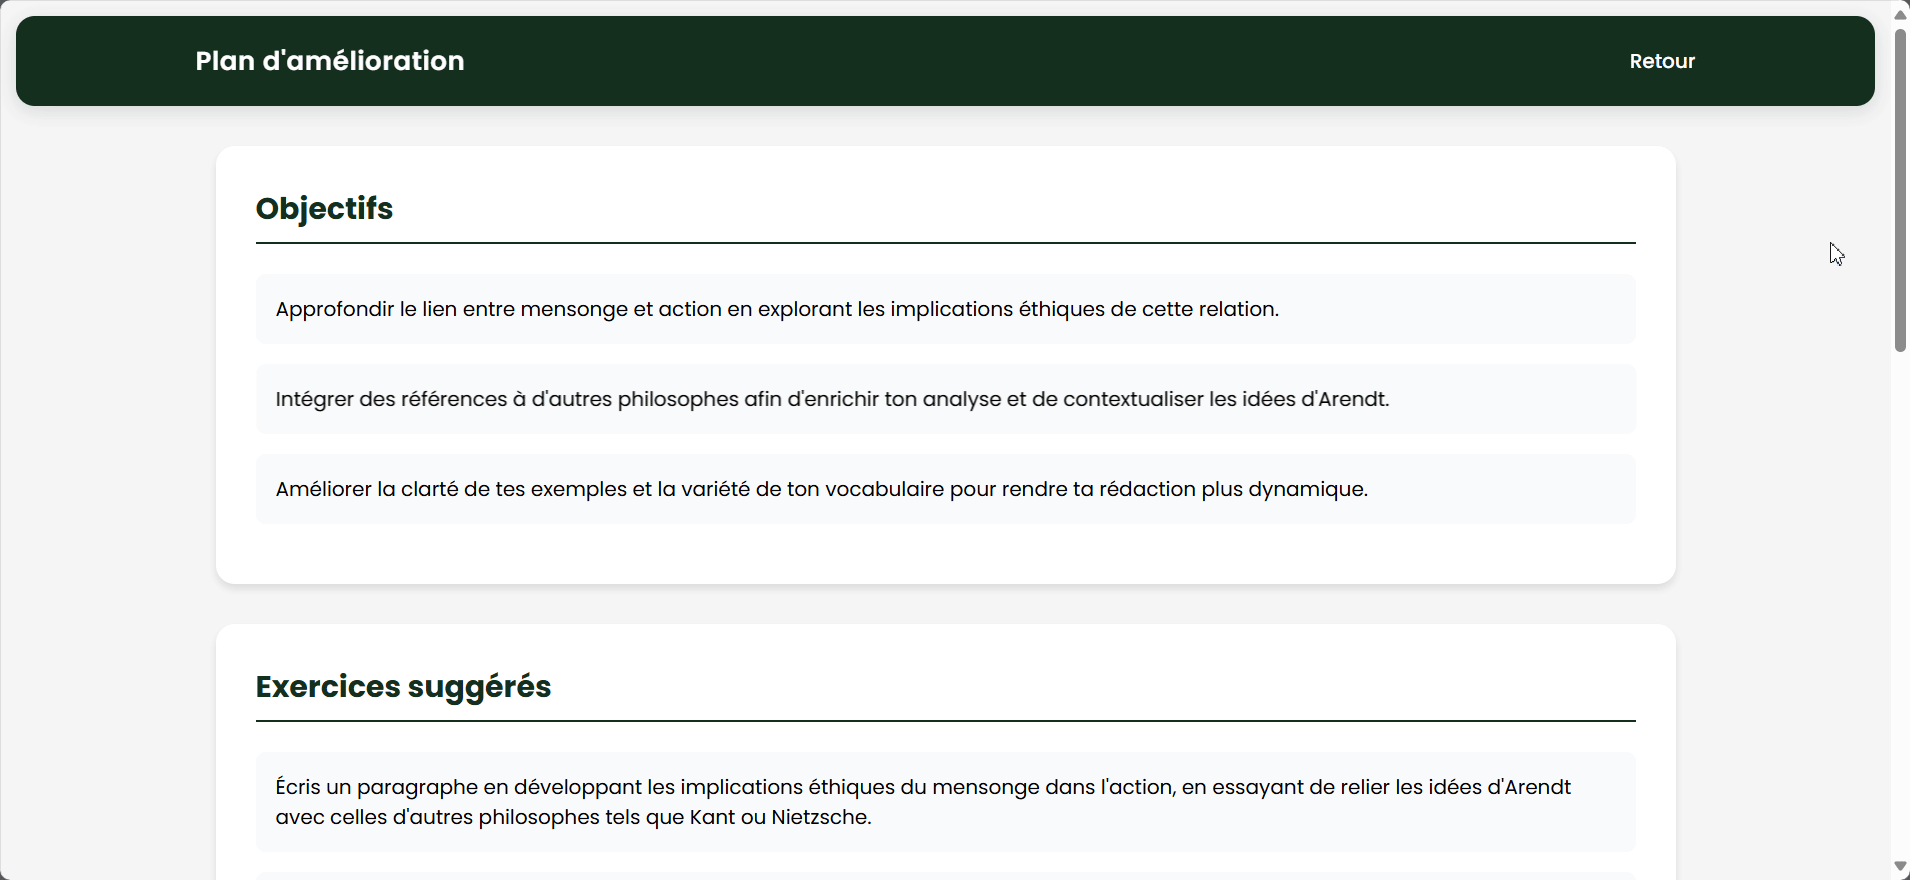 Plan d'amélioration
Retour
Objectifs
Approfondir le lien entre mensonge et action en explorant les implications éthiques de cette relation.
Intégrer des références à d'autres philosophes afin d'enrichir ton analyse et de contextualiser les idées d'Arendt.
Améliorer la clarté de tes exemples et la variété de ton vocabulaire pour rendre ta rédaction plus dynamique.
Exercices suggérés
Écris un paragraphe en développant les implications éthiques du mensonge dans l'action, en essayant de relier les idées d'Arendt
avec celles d'autres philosophes tels que Kant ou Nietzsche.